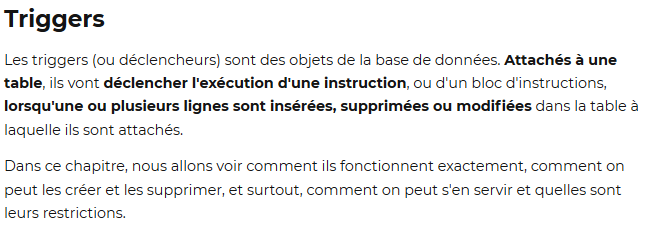 Triggers
Les triggers (ou déclencheurs) sont des objets de la base de données. Attachés à une
table, ils vont déclencher l'exécution d'une instruction, ou d'un bloc d'instructions,
lorsqu'une ou plusieurs lignes sont insérées, supprimées ou modifiées dans la table à
laquelle ils sont attachés.
Dans ce chapitre, nous allons voir comment ils fonctionnent exactement, comment on
peut les créer et les supprimer, et surtout, comment on peut s'en servir et quelles sont
leurs restrictions.